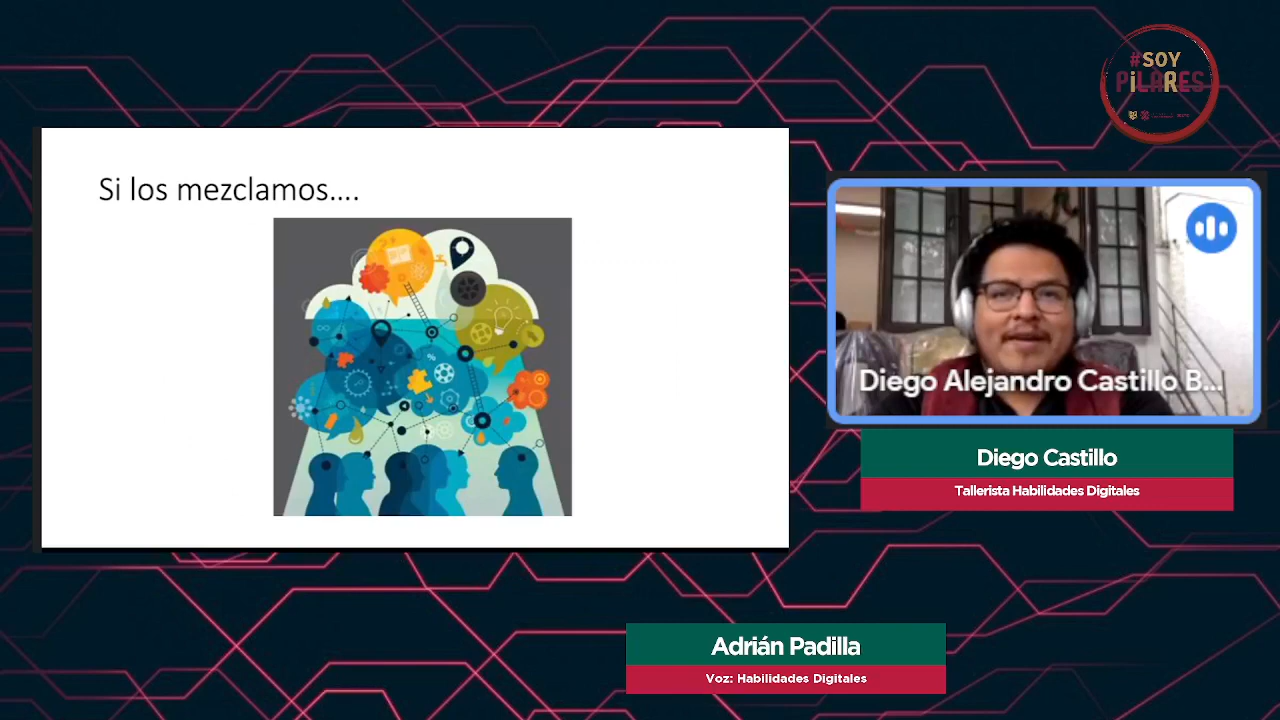 #SOY
PiLARES
Si los mezclamos....
Diego Alejandro Castillo B...
Diego Castillo
Tallerista Habilidades Digitales
Adrián Padilla
Voz: Habilidades Digitales